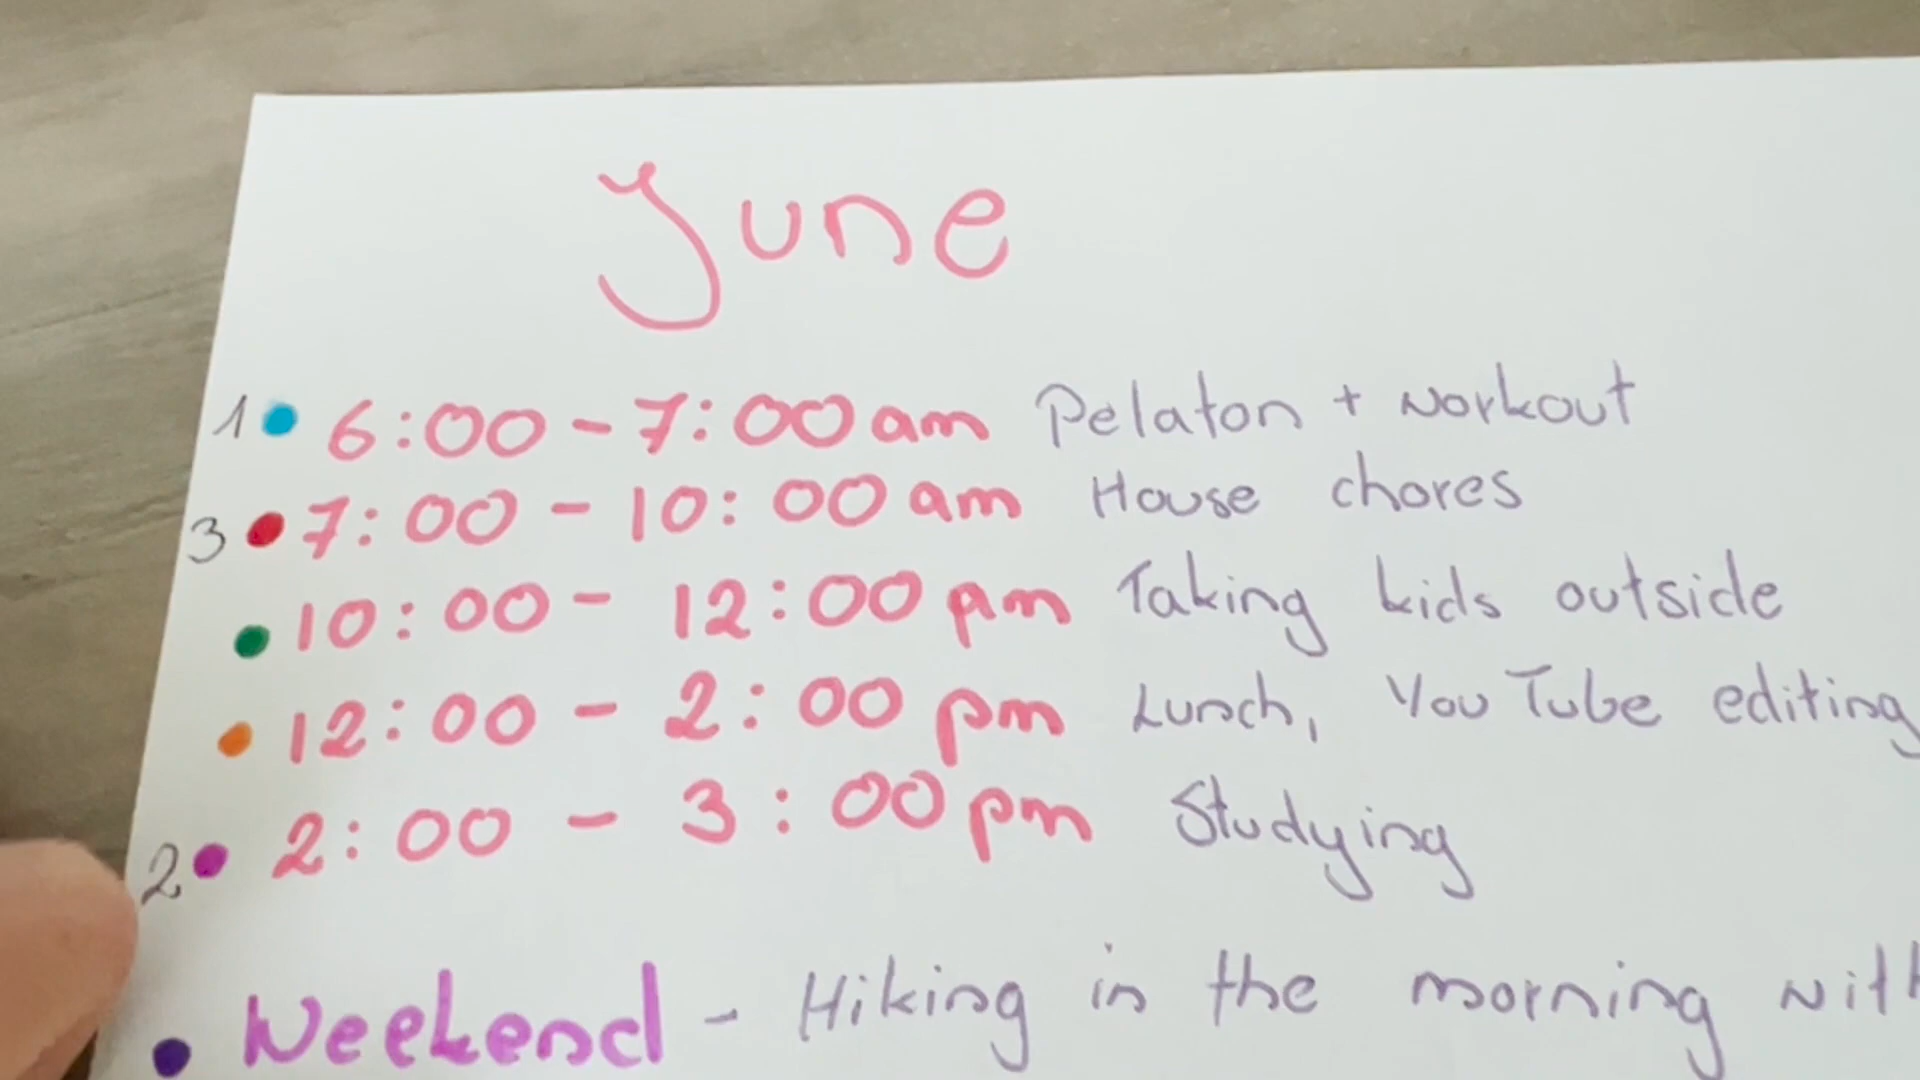 June
1 • 6:00 - 7:00 am Pelaton + workout
3 • 7:00 - 10:00 am House chores
• 10:00 - 12:00 pm Taking kids outside
• 12:00 - 2:00 pm Lunch, YouTube editing
2 • 2:00 - 3:00 pm Studying
• Weekend - Hiking in the morning with